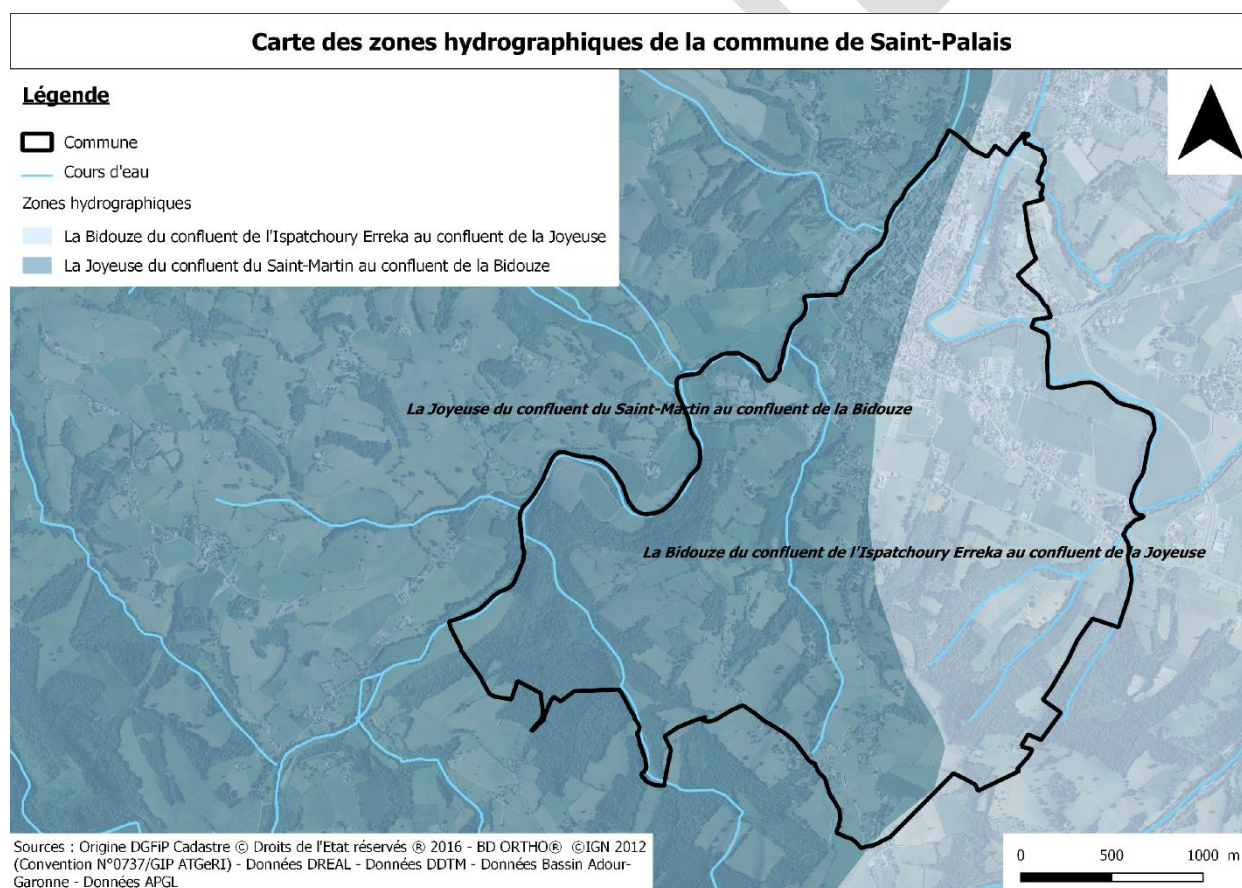 Carte des zones hydrographiques de la commune de Saint-Palais
Légende
Commune
Cours d'eau
Zones hydrographiques
La Bidouze du confluent de l'Ispatchoury Erreka au confluent de la Joyeuse
La Joyeuse du confluent du Saint-Martin au confluent de la Bidouze
La Joyeuse du confluent du Saint-Martin au confluent de la Bidouze
La Bidouze du confluent de l'Ispatchoury Erreka au confluent de la Joyeuse
Sources : Origine DGFiP Cadastre © Droits de l'Etat réservés ® 2016 - BD ORTHO® ©IGN 2012
(Convention N°0737/GIP ATGeRI) - Données DREAL - Données DDTM - Données Bassin Adour-
Garonne - Données APGL
0 500 1000 m